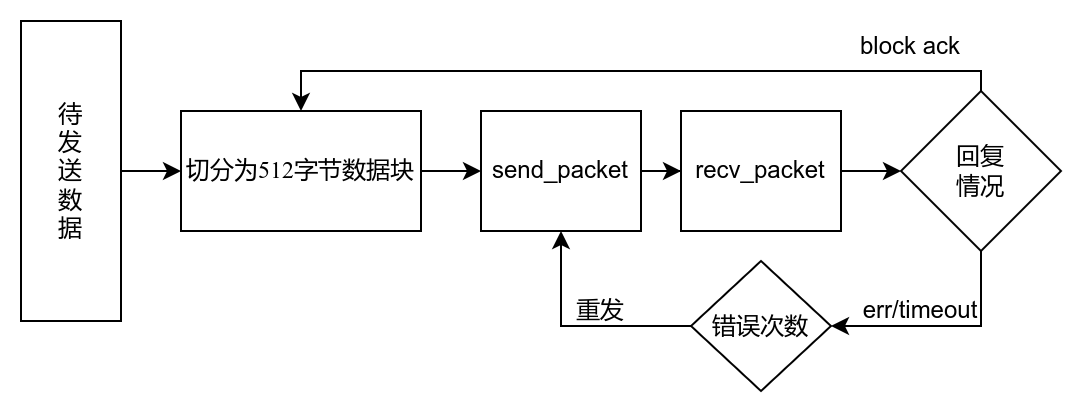 block ack
待
发
送
数
据
切分为512字节数据块
send_packet
recv_packet
回复
情况
重发
错误次数
err/timeout